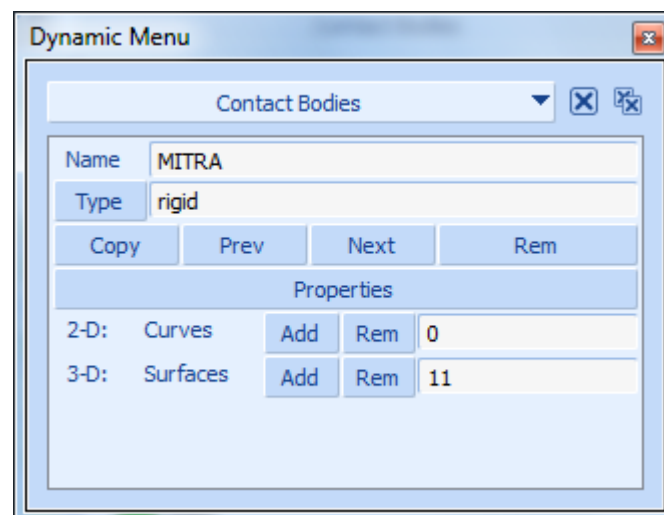 Dynamic Menu
Contact Bodies
Name MITRA
Type rigid
Copy Prev Next Rem
Properties
2-D: Curves Add Rem 0
3-D: Surfaces Add Rem 11